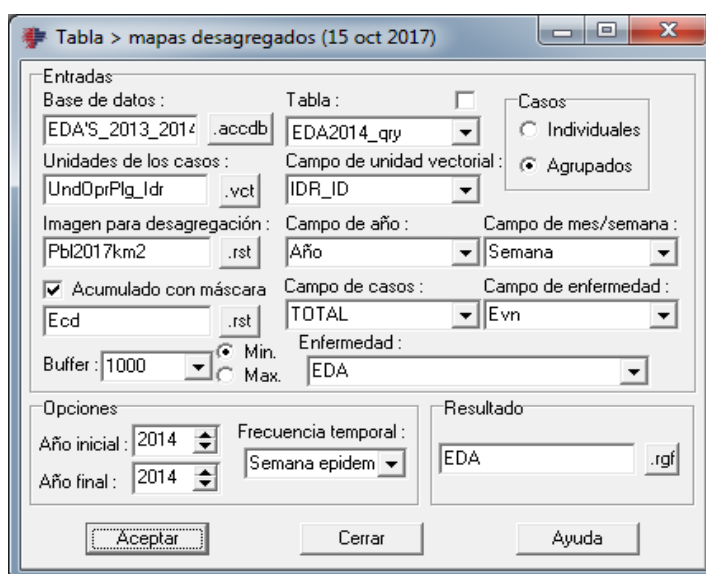 Tabla > mapas desagregados (15 oct 2017)
Entradas
Base de datos : Tabla : Casos
EDA'S_2013_2014 .accdb EDA2014_qry Individuales
Unidades de los casos : Campo de unidad vectorial : Agrupados
UndOprPlg_Idr .vct IDR_ID
Imagen para desagregación : Campo de año : Campo de mes/semana :
Pbl2017km2 .rst Año Semana
Acumulado con máscara Campo de casos : Campo de enfermedad :
Ecd .rst TOTAL Evn
Buffer : 1000 Min. Max. Enfermedad :
EDA
Opciones Resultado
Año inicial : 2014 Frecuencia temporal :
Año final : 2014 Semana epidem EDA .rgf
Aceptar Cerrar Ayuda